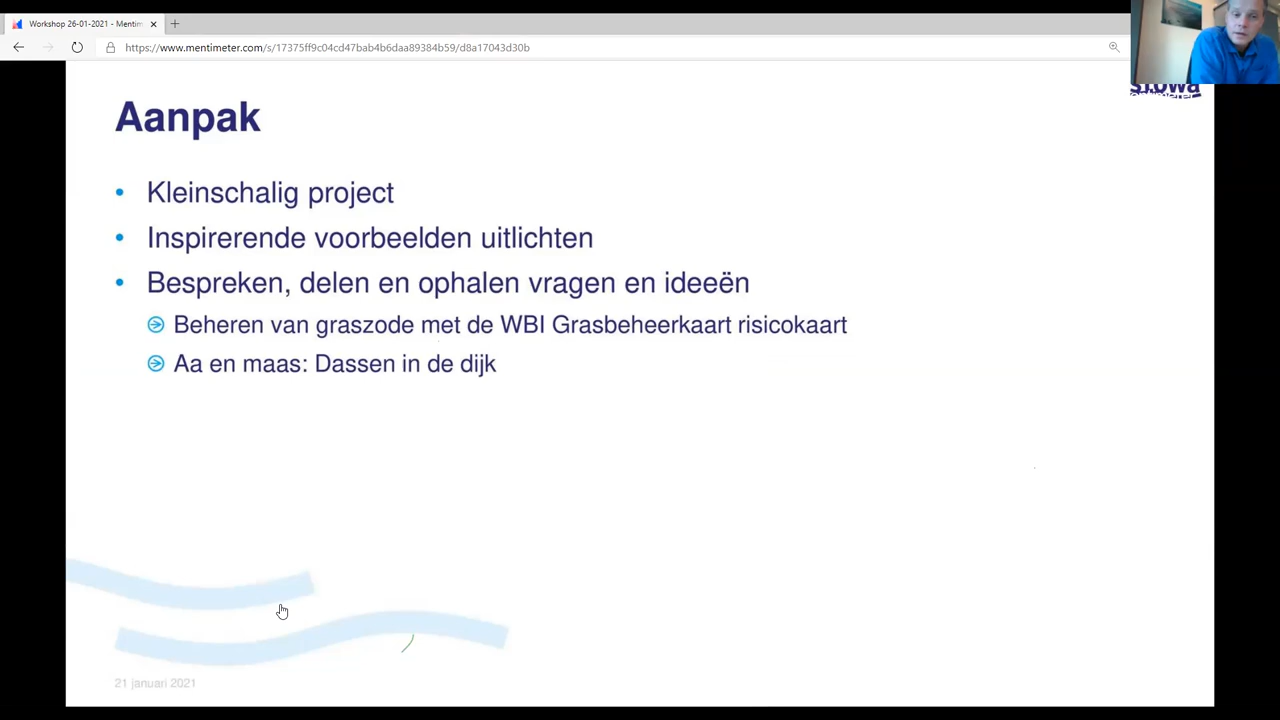 Workshop 26-01-2021 - Mentim
https://www.mentimeter.com/s/17375ff9c04cd47bab4b6daa89384b59/d8a17043d30b
Aanpak
Kleinschalig project
Inspirerende voorbeelden uitlichten
Bespreken, delen en ophalen vragen en ideeën
Beheren van graszode met de WBI Grasbeheerkaart risicokaart
Aa en maas: Dassen in de dijk
21 januari 2021